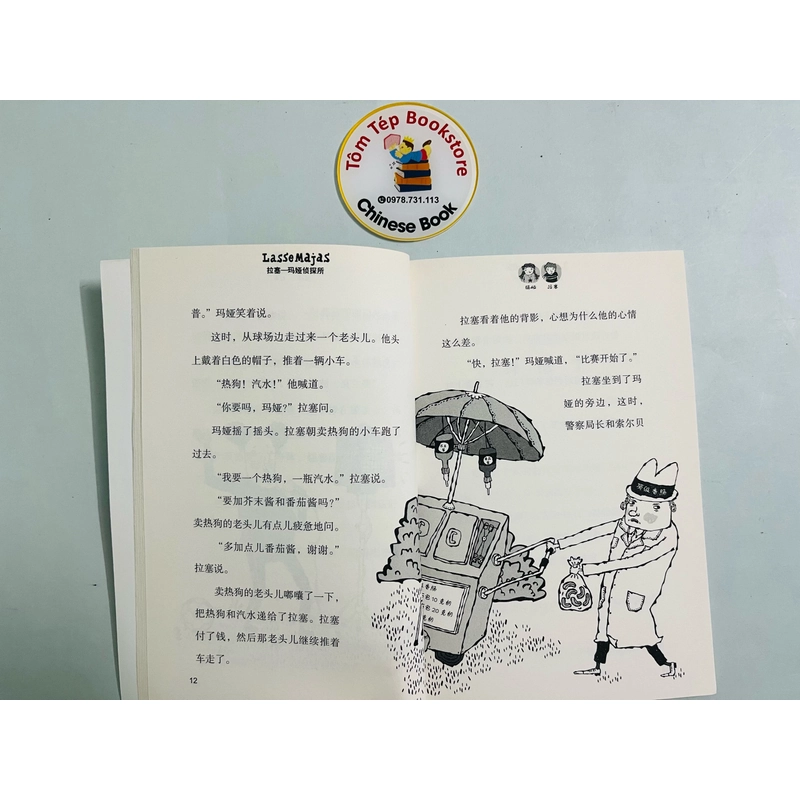 Tôm Tép Bookstore
0978.731.113
Chinese Book
LasseMajas
拉塞—玛娅侦探所
普。”玛娅笑着说。
这时，从球场边走过来一个老头儿。他头
上戴着白色的帽子，推着一辆小车。
“热狗！汽水！”他喊道。
“你要吗，玛娅？”拉塞问。
玛娅摇了摇头。拉塞朝卖热狗的小车跑了
过去。
“我要一个热狗，一瓶汽水。”拉塞说。
“要加芥末酱和番茄酱吗？”
卖热狗的老头儿有点儿疲惫地问。
“多加点儿番茄酱，谢谢。”
拉塞说。
卖热狗的老头儿嘟囔了一下，
把热狗和汽水递给了拉塞。拉塞
付了钱，然后那老头儿继续推着
车走了。
12
拉塞看着他的背影，心想为什么他的心情
这么差。
“快，拉塞！”玛娅喊道，“比赛开始了。”
拉塞坐到了玛
娅的旁边，这时，
警察局长和索尔贝
香肠
10 克朗
20 克朗
克朗